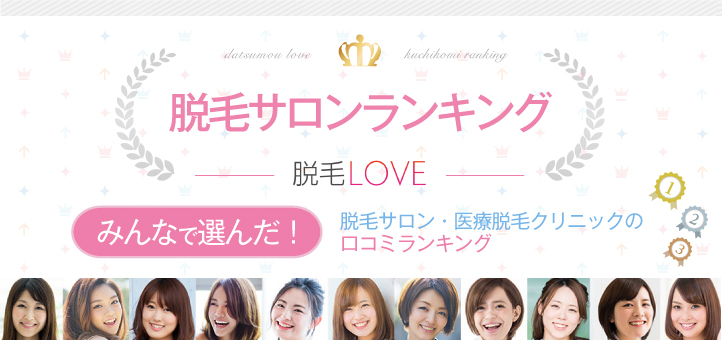 datsumou love kuchikomi ranking
脱毛サロンランキング
脱毛LOVE
みんなで選んだ！
脱毛サロン・医療脱毛クリニックの
口コミランキング
1
2
3